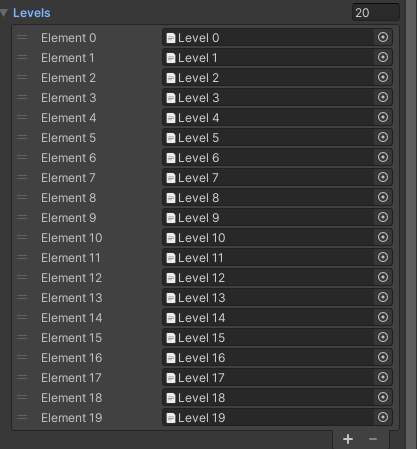 Levels 20
Element 0 Level 0
Element 1 Level 1
Element 2 Level 2
Element 3 Level 3
Element 4 Level 4
Element 5 Level 5
Element 6 Level 6
Element 7 Level 7
Element 8 Level 8
Element 9 Level 9
Element 10 Level 10
Element 11 Level 11
Element 12 Level 12
Element 13 Level 13
Element 14 Level 14
Element 15 Level 15
Element 16 Level 16
Element 17 Level 17
Element 18 Level 18
Element 19 Level 19